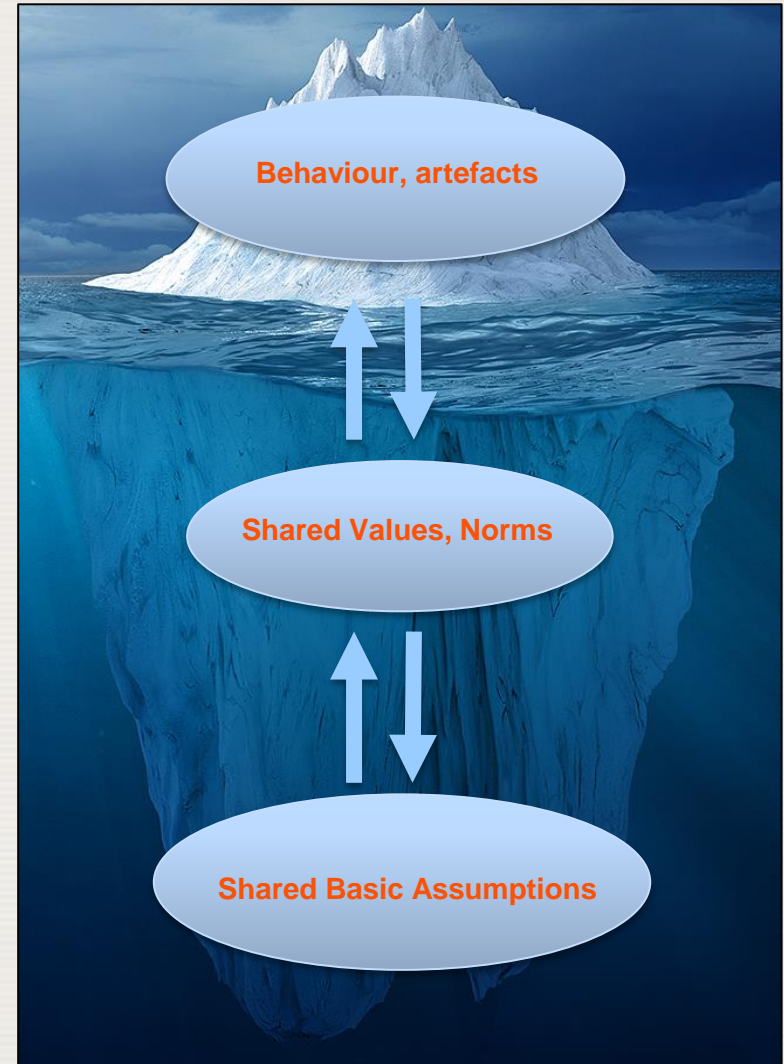 Behaviour, artefacts
Shared Values, Norms
Shared Basic Assumptions